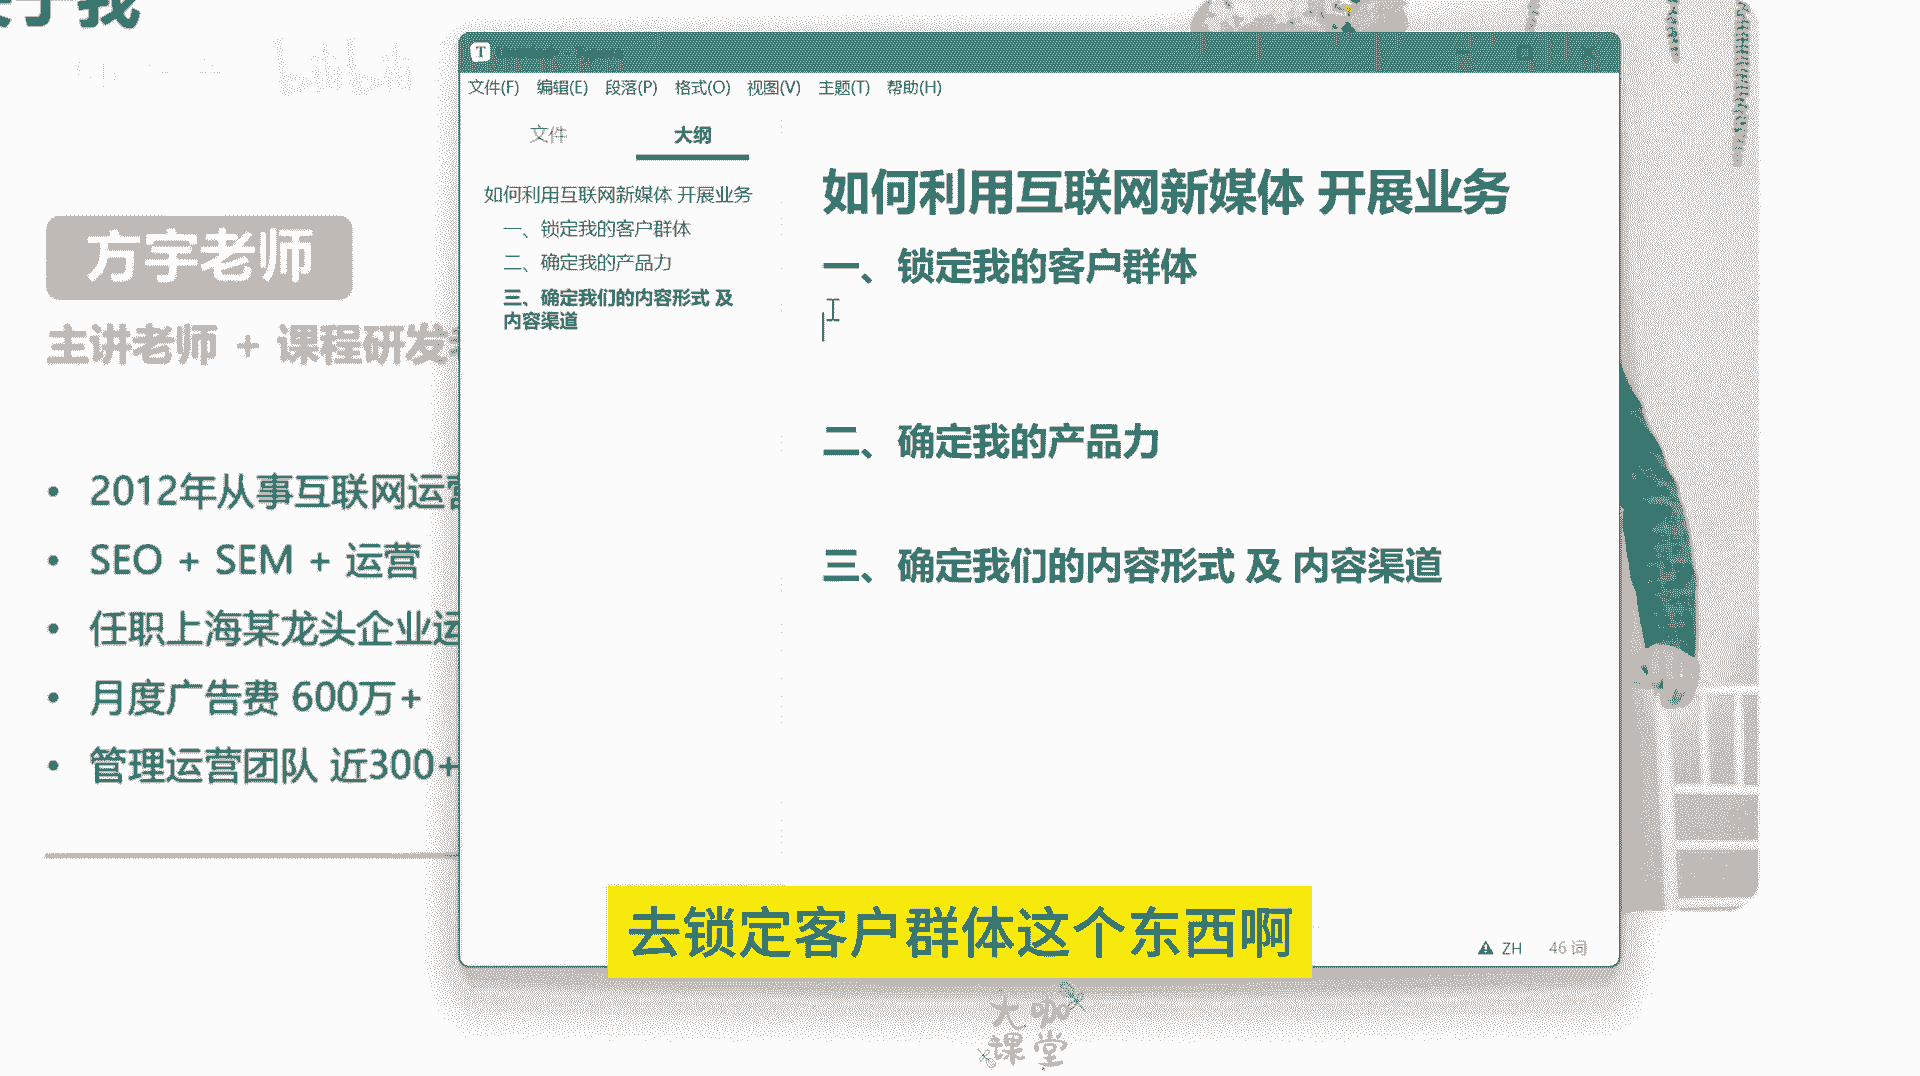 方宇老师
主讲老师 + 课程研发
2012年从事互联网运营
SEO + SEM + 运营
任职上海某龙头企业运
月度广告费 600万+
管理运营团队 近300+
T
文件(F) 编辑(E) 段落(P) 格式(O) 视图(V) 主题(T) 帮助(H)
文件 大纲
如何利用互联网新媒体 开展业务
一、锁定我的客户群体
二、确定我的产品力
三、确定我们的内容形式 及
内容渠道
如何利用互联网新媒体 开展业务
一、锁定我的客户群体
二、确定我的产品力
三、确定我们的内容形式 及 内容渠道
ZH 46 词
去锁定客户群体这个东西啊
大咖
课堂
bilibili